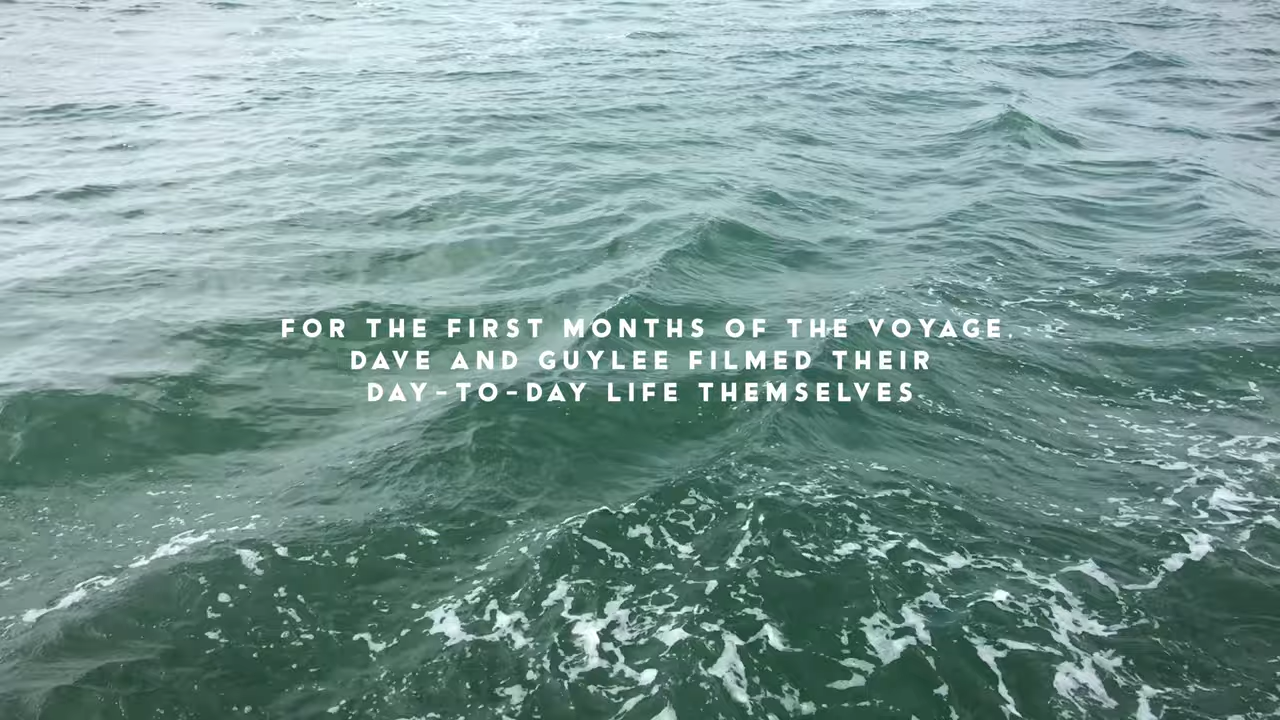 FOR THE FIRST MONTHS OF THE VOYAGE,
DAVE AND GUYLEE FILMED THEIR
DAY-TO-DAY LIFE THEMSELVES